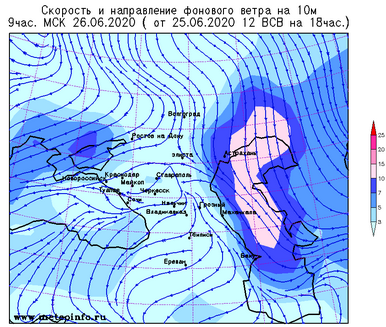 Скорость и направление фонового ветра на 10м
9час. МСК 26.06.2020 ( от 25.06.2020 12 ВСВ на 18час.)
Волгоград
Ростов на Дону
Элиста
Астрахань
Новороссийск
Краснодар
Ставрополь
Майкоп
Туапсе
Черкесск
Сочи
Нальчик
Грозный
Владикавказ
Махачкала
Тбилиси
Ереван
Баку
25
20
15
10
7
5
3
www.meteoinfo.ru